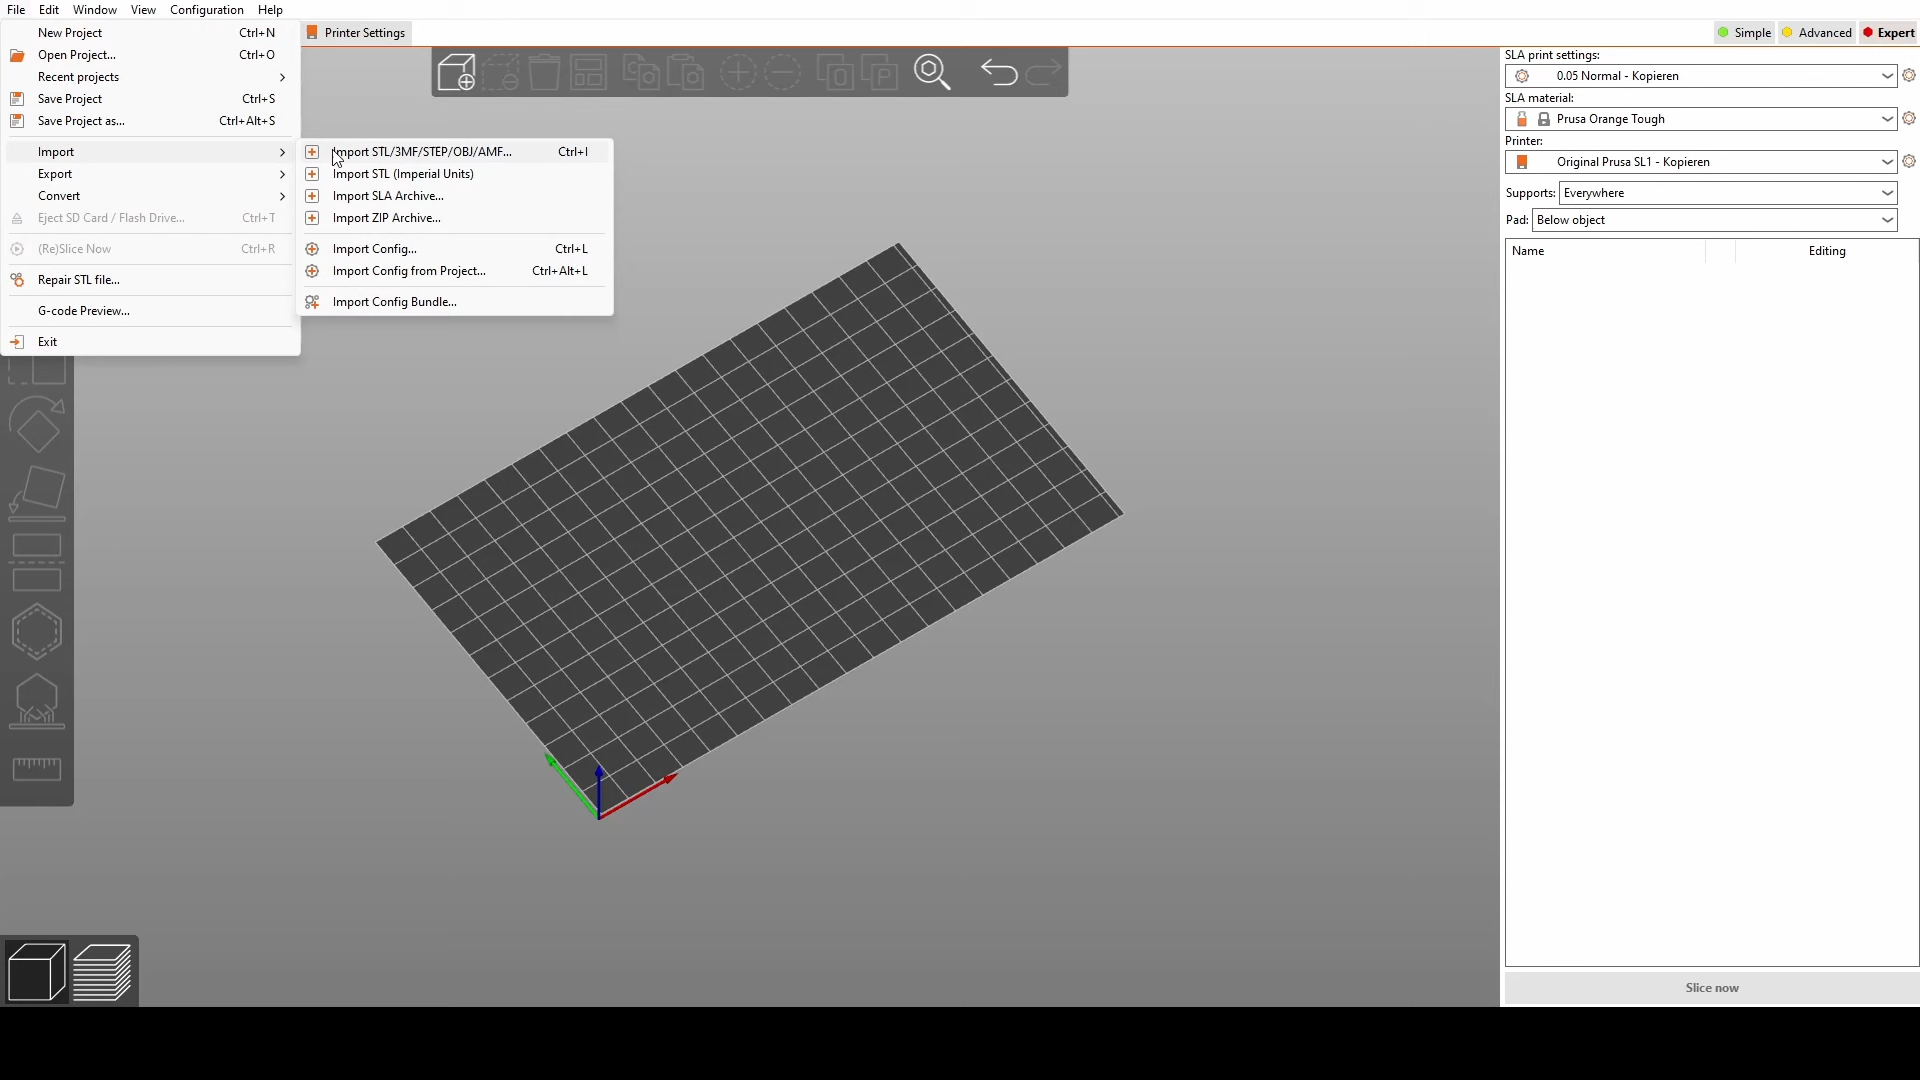 File Edit Window View Configuration Help
New Project Ctrl+N
Open Project... Ctrl+O
Recent projects
Save Project Ctrl+S
Save Project as... Ctrl+Alt+S
Import
Export
Convert
Eject SD Card / Flash Drive... Ctrl+T
(Re)Slice Now Ctrl+R
Repair STL file...
G-code Preview...
Exit
Import STL/3MF/STEP/OBJ/AMF... Ctrl+I
Import STL (Imperial Units)
Import SLA Archive...
Import ZIP Archive...
Import Config... Ctrl+L
Import Config from Project... Ctrl+Alt+L
Import Config Bundle...
Printer Settings
Simple Advanced Expert
SLA print settings:
0.05 Normal - Kopieren
SLA material:
Prusa Orange Tough
Printer:
Original Prusa SL1 - Kopieren
Supports: Everywhere
Pad: Below object
Name Editing
Slice now